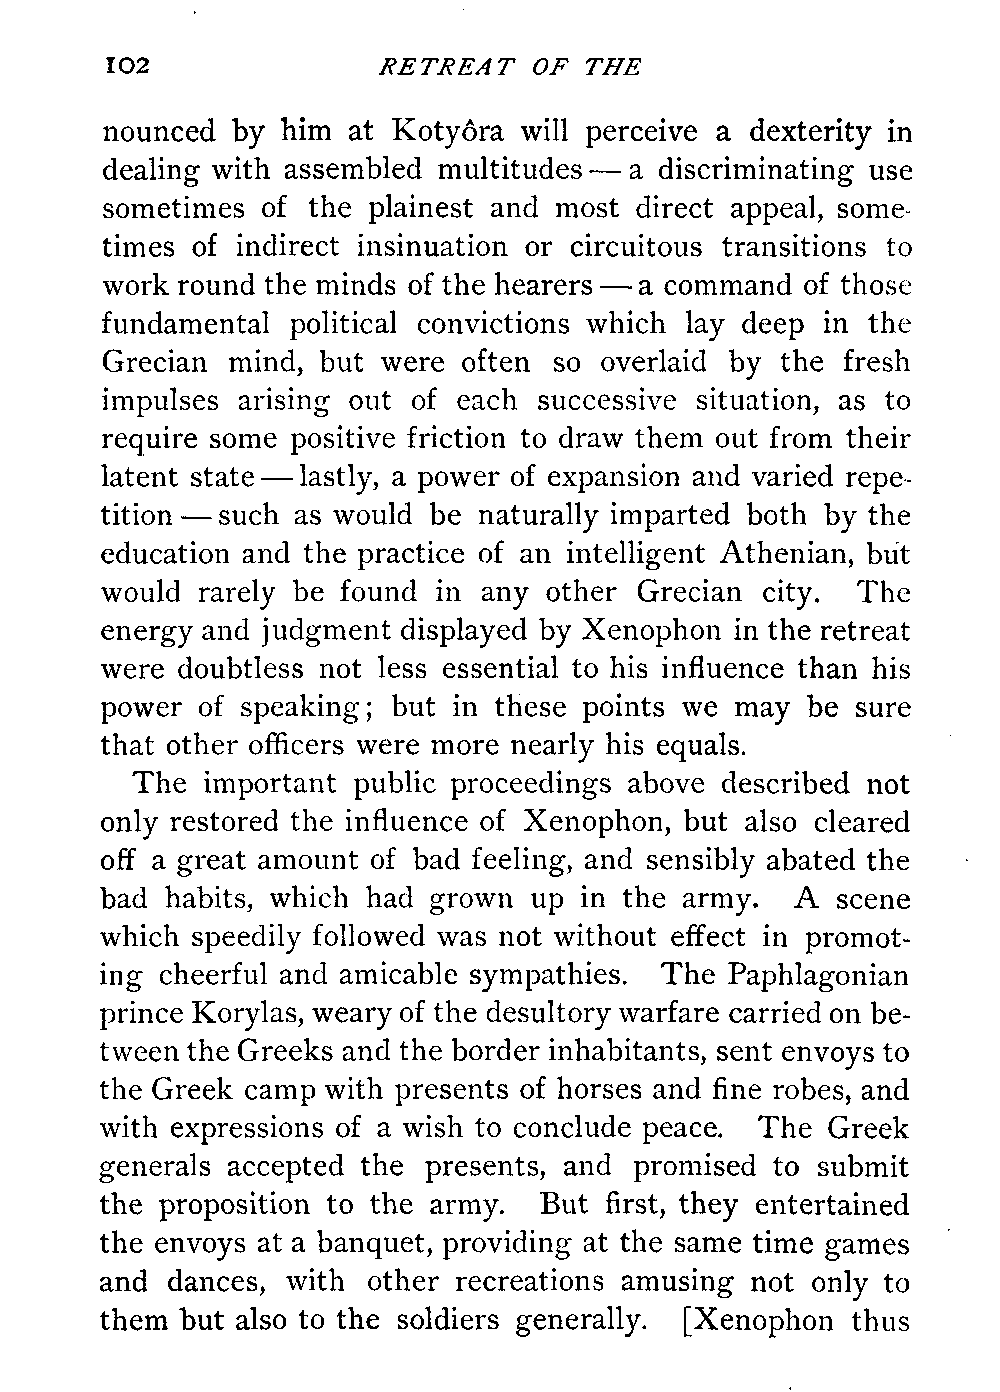 102 RETREAT OF THE
nounced by him at Kotyôra will perceive a dexterity in
dealing with assembled multitudes — a discriminating use
sometimes of the plainest and most direct appeal, some-
times of indirect insinuation or circuitous transitions to
work round the minds of the hearers — a command of those
fundamental political convictions which lay deep in the
Grecian mind, but were often so overlaid by the fresh
impulses arising out of each successive situation, as to
require some positive friction to draw them out from their
latent state — lastly, a power of expansion and varied repe-
tition — such as would be naturally imparted both by the
education and the practice of an intelligent Athenian, but
would rarely be found in any other Grecian city. The
energy and judgment displayed by Xenophon in the retreat
were doubtless not less essential to his influence than his
power of speaking; but in these points we may be sure
that other officers were more nearly his equals.
The important public proceedings above described not
only restored the influence of Xenophon, but also cleared
off a great amount of bad feeling, and sensibly abated the
bad habits, which had grown up in the army. A scene
which speedily followed was not without effect in promot-
ing cheerful and amicable sympathies. The Paphlagonian
prince Korylas, weary of the desultory warfare carried on be-
tween the Greeks and the border inhabitants, sent envoys to
the Greek camp with presents of horses and fine robes, and
with expressions of a wish to conclude peace. The Greek
generals accepted the presents, and promised to submit
the proposition to the army. But first, they entertained
the envoys at a banquet, providing at the same time games
and dances, with other recreations amusing not only to
them but also to the soldiers generally. [Xenophon thus